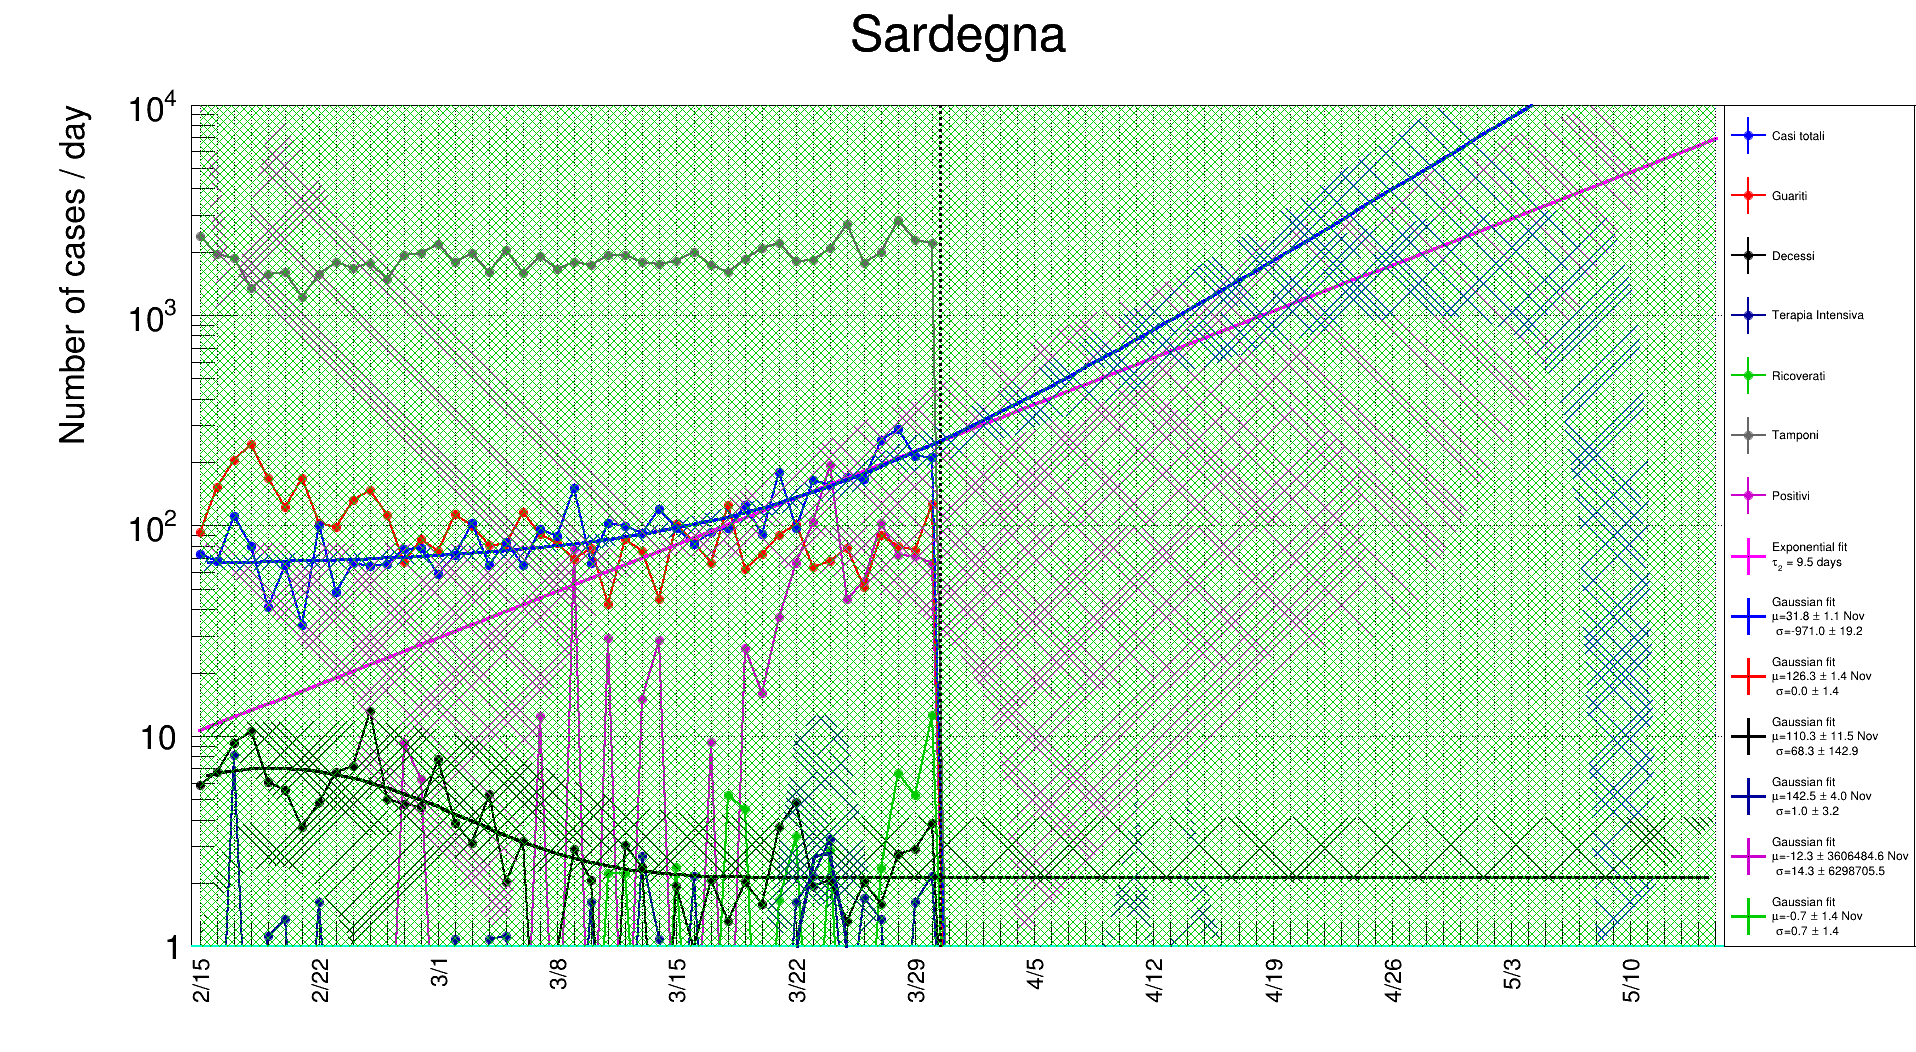 Sardegna
Number of cases / day
10^4
10^3
10^2
10
1
2/15
2/22
3/1
3/8
3/15
3/22
3/29
4/5
4/12
4/19
4/26
5/3
5/10
Casi totali
Guariti
Decessi
Terapia Intensiva
Ricoverati
Tamponi
Positivi
Exponential fit
τ_2 = 9.5 days
Gaussian fit
μ=31.8 ± 1.1 Nov
σ=-971.0 ± 19.2
Gaussian fit
μ=126.3 ± 1.4 Nov
σ=0.0 ± 1.4
Gaussian fit
μ=110.3 ± 11.5 Nov
σ=68.3 ± 142.9
Gaussian fit
μ=142.5 ± 4.0 Nov
σ=1.0 ± 3.2
Gaussian fit
μ=-12.3 ± 3606484.6 Nov
σ=14.3 ± 6298705.5
Gaussian fit
μ=-0.7 ± 1.4 Nov
σ=0.7 ± 1.4